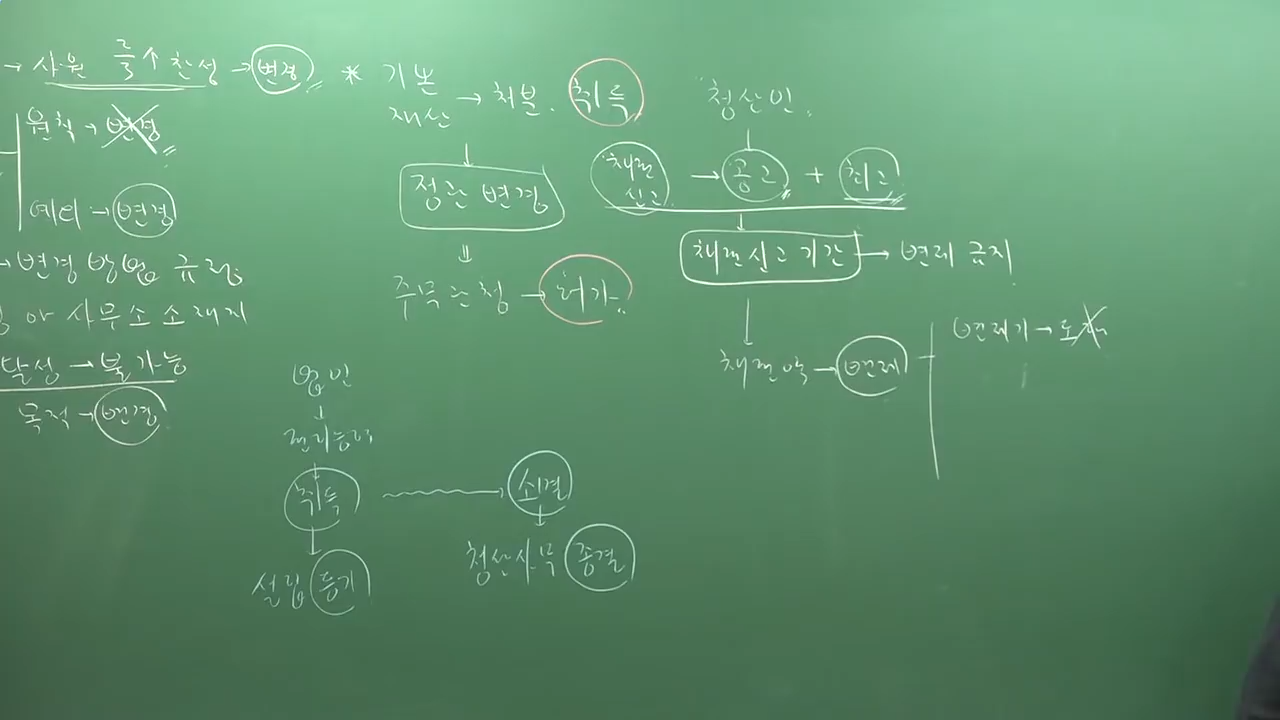 → 사원 2/3↑ 찬성 → 변경
원칙 → 변경
예외 → 변경
→ 변경 방법 규정
사무소 소재지
달성 → 불가능
목적 → 변경
* 기본재산 → 처분. 취득
↓
정관 변경
⇓
주무관청 → 허가
법인
↓
권리능력
↓
취득 → 소멸
↓
설립등기
↓
청산사무 종결
청산인
채권신고 → 공고 + 최고
↓
채권신고기간 → 변제 금지
↓
채권액 → 변제
변제기 → 도래